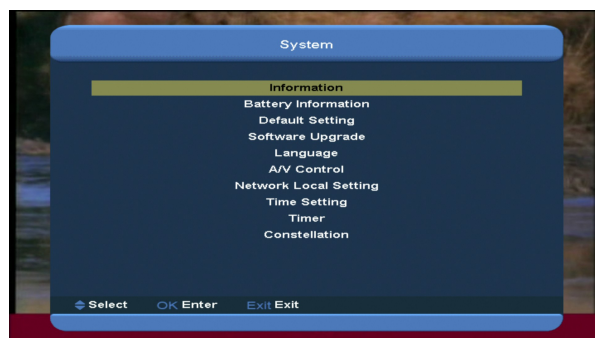 System
Information
Battery Information
Default Setting
Software Upgrade
Language
A/V Control
Network Local Setting
Time Setting
Timer
Constellation
Select OK Enter Exit Exit